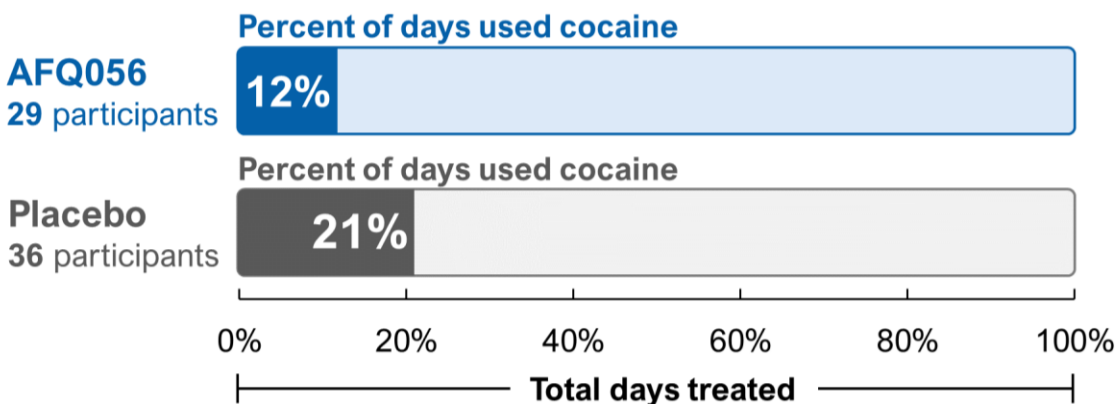 Percent of days used cocaine
AFQ056
29 participants
12%
Percent of days used cocaine
Placebo
36 participants
21%
0% 20% 40% 60% 80% 100%
Total days treated